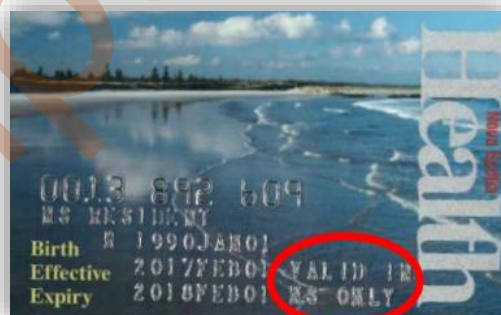 Health
Nova Scotia
0013 892 609
NS RESIDENT
Birth M 1990JAN01
Effective 2017FEB01 VALID IN
Expiry 2018FEB01 NS ONLY